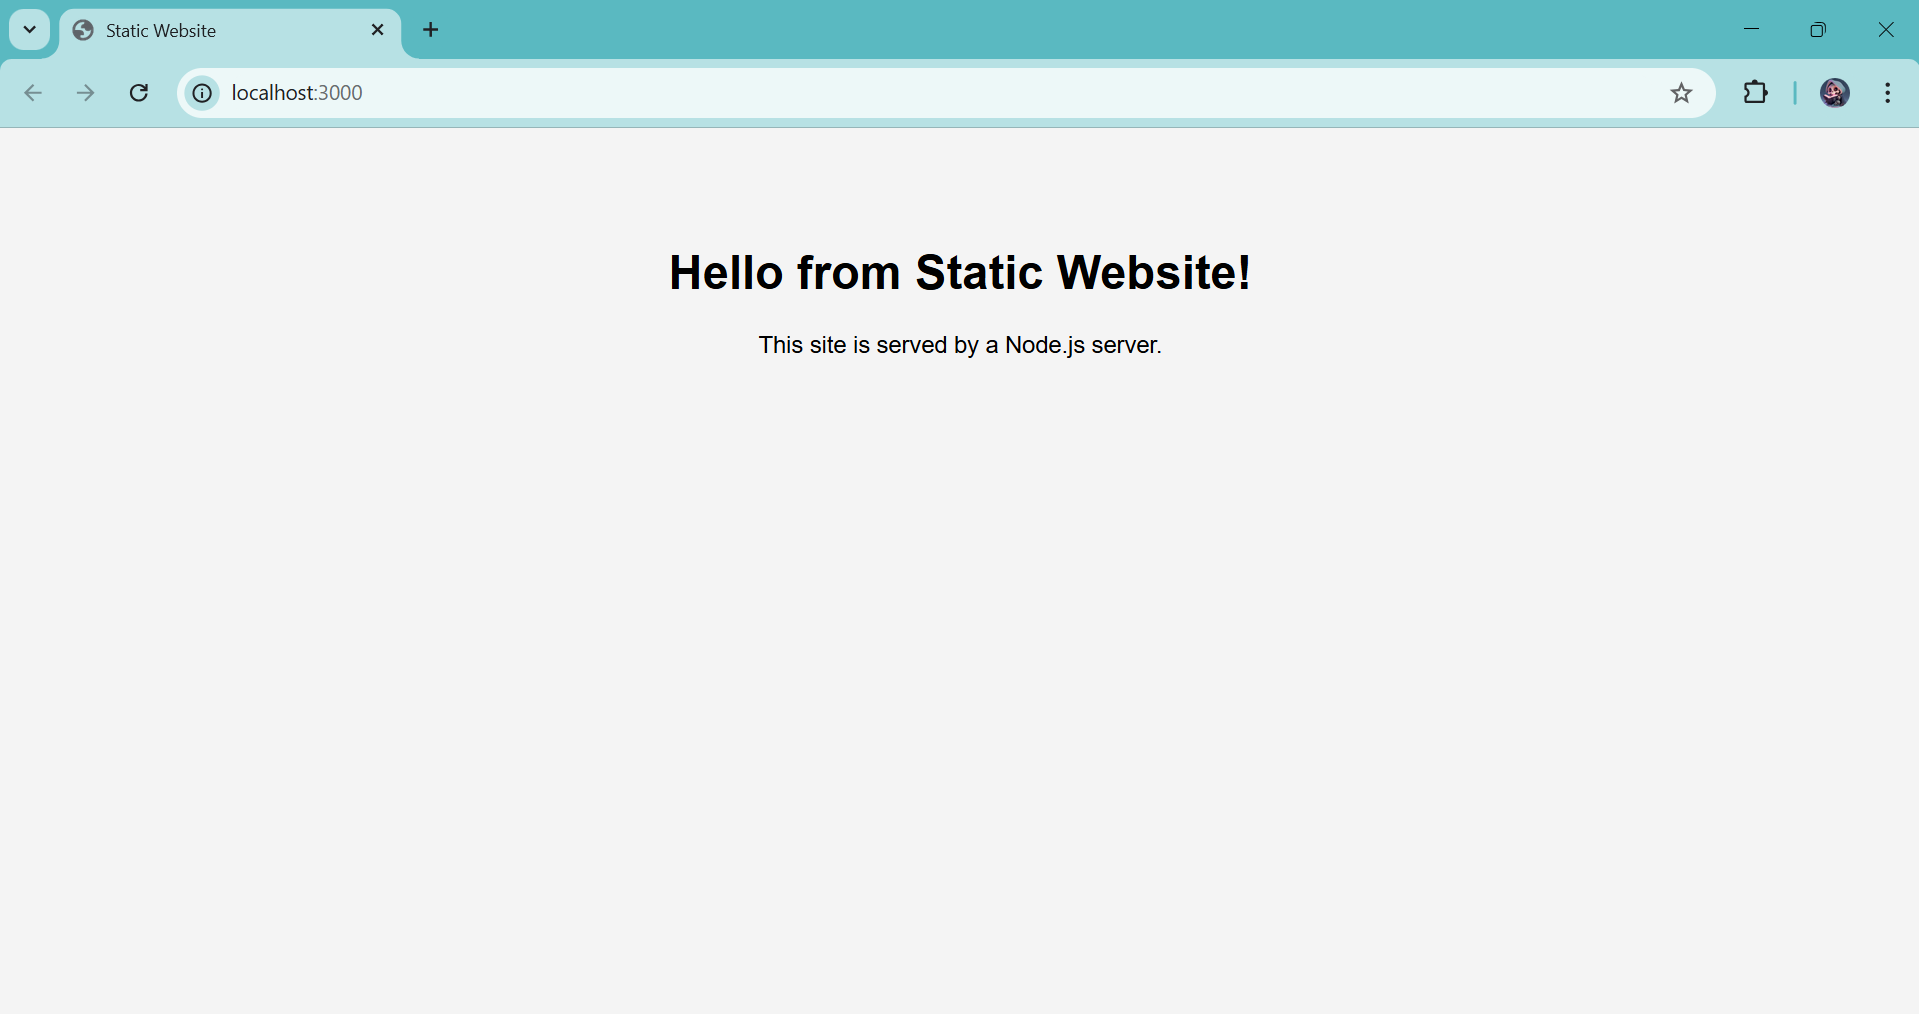 Static Website
localhost:3000
Hello from Static Website!
This site is served by a Node.js server.